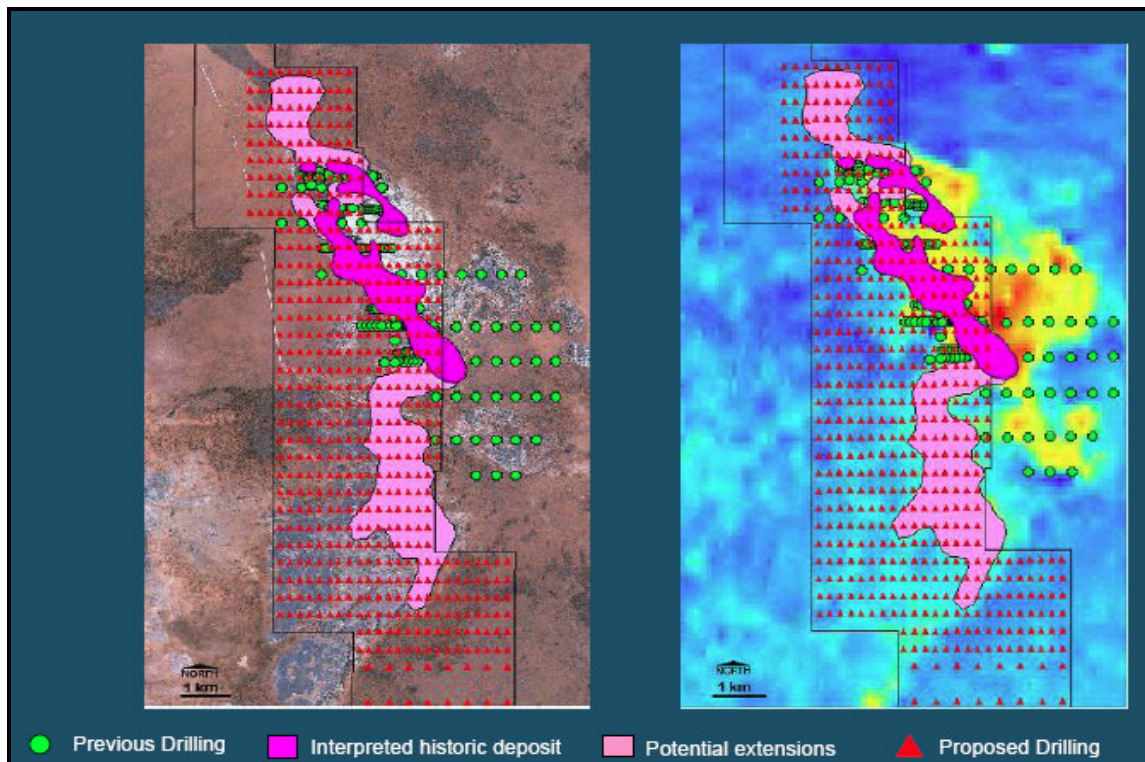 NORTH
1 km
NORTH
1 km
Previous Drilling
Interpreted historic deposit
Potential extensions
Proposed Drilling